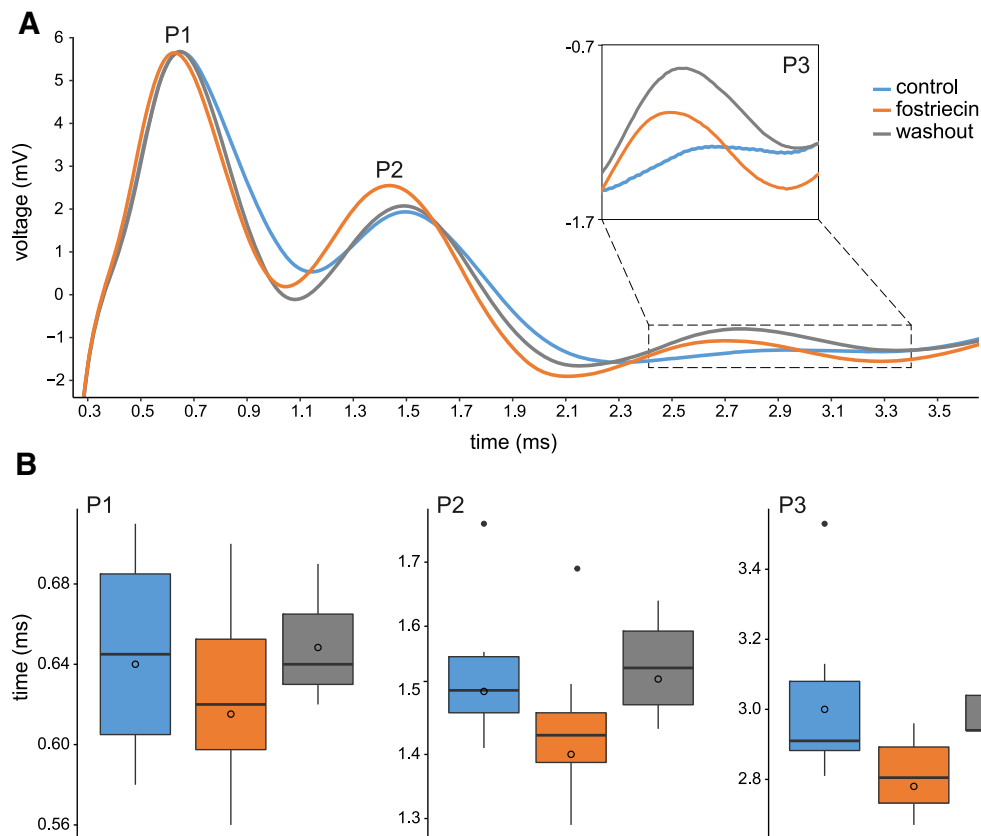 A
P1
P2
P3
voltage (mV)
6
5
4
3
2
1
0
−1
−2
-0.7
-1.7
control
fostriecin
washout
0.3 0.5 0.7 0.9 1.1 1.3 1.5 1.7 1.9 2.1 2.3 2.5 2.7 2.9 3.1 3.3 3.5
time (ms)
B
time (ms)
P1
0.68
0.64
0.60
0.56
P2
1.7
1.6
1.5
1.4
1.3
P3
3.4
3.2
3.0
2.8